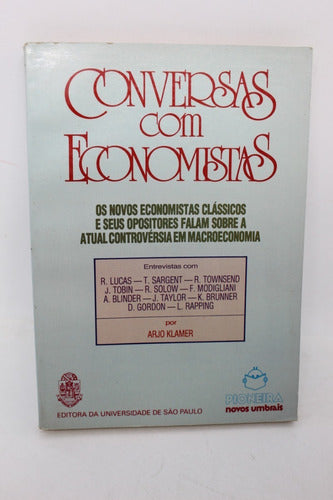 CONVERSAS
com
ECONOMISTAS
OS NOVOS ECONOMISTAS CLÁSSICOS
E SEUS OPOSITORES FALAM SOBRE A
ATUAL CONTROVÉRSIA EM MACROECONOMIA
Entrevistas com
R. LUCAS — T. SARGENT — R. TOWNSEND
J. TOBIN — R. SOLOW — F. MODIGLIANI
A. BLINDER — J. TAYLOR — K. BRUNNER
D. GORDON — L. RAPPING
por
ARJO KLAMER
EDITORA DA UNIVERSIDADE DE SÃO PAULO
PIONEIRA
novos umbrais